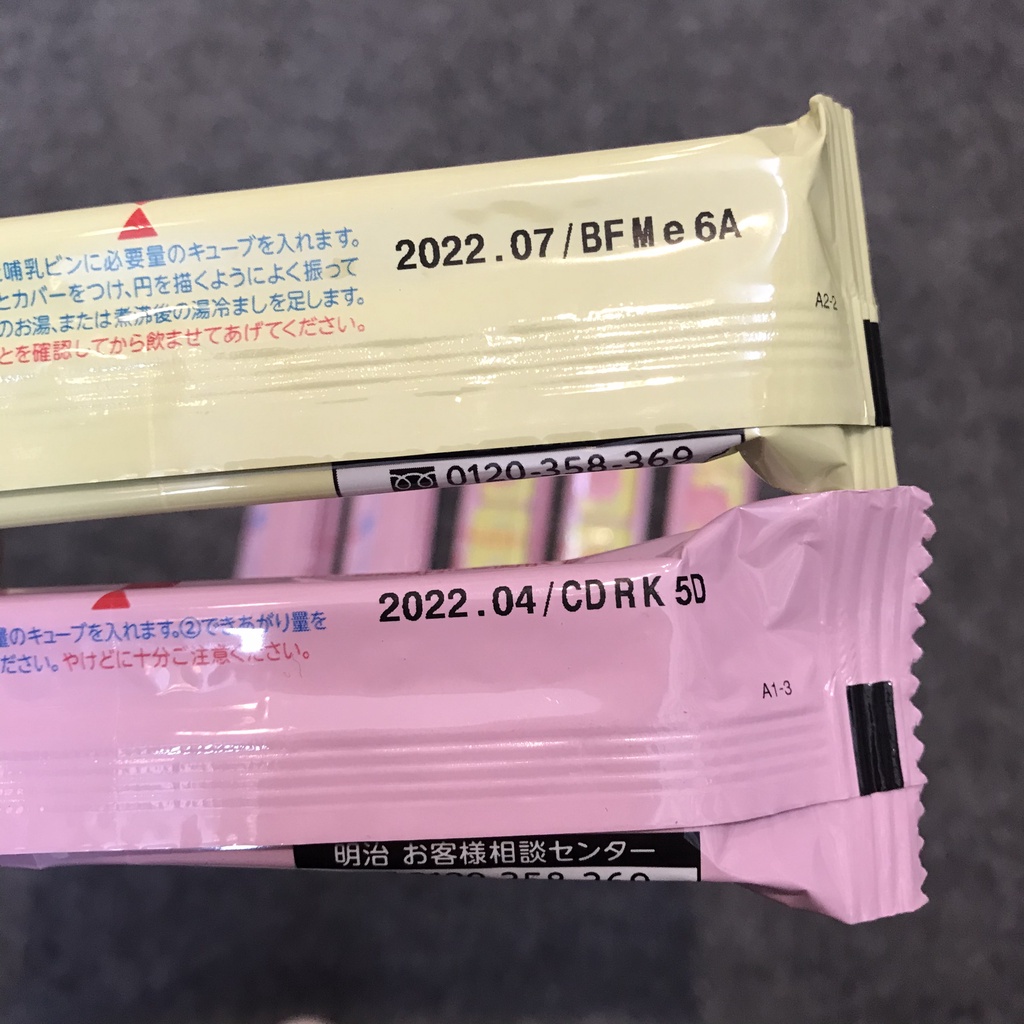 哺乳ビンに必要量のキューブを入れます。
とカバーをつけ、円を描くようによく振って
のお湯、または煮沸後の湯冷ましを足します。
とを確認してから飲ませてあげてください。
2022.07/BFMe6A
A2-2
0120-358-369
量のキューブを入れます。②できあがり量を
ださい。やけどに十分ご注意ください。
2022.04/CDRK5D
A1-3
明治 お客様相談センター
0120-358-369